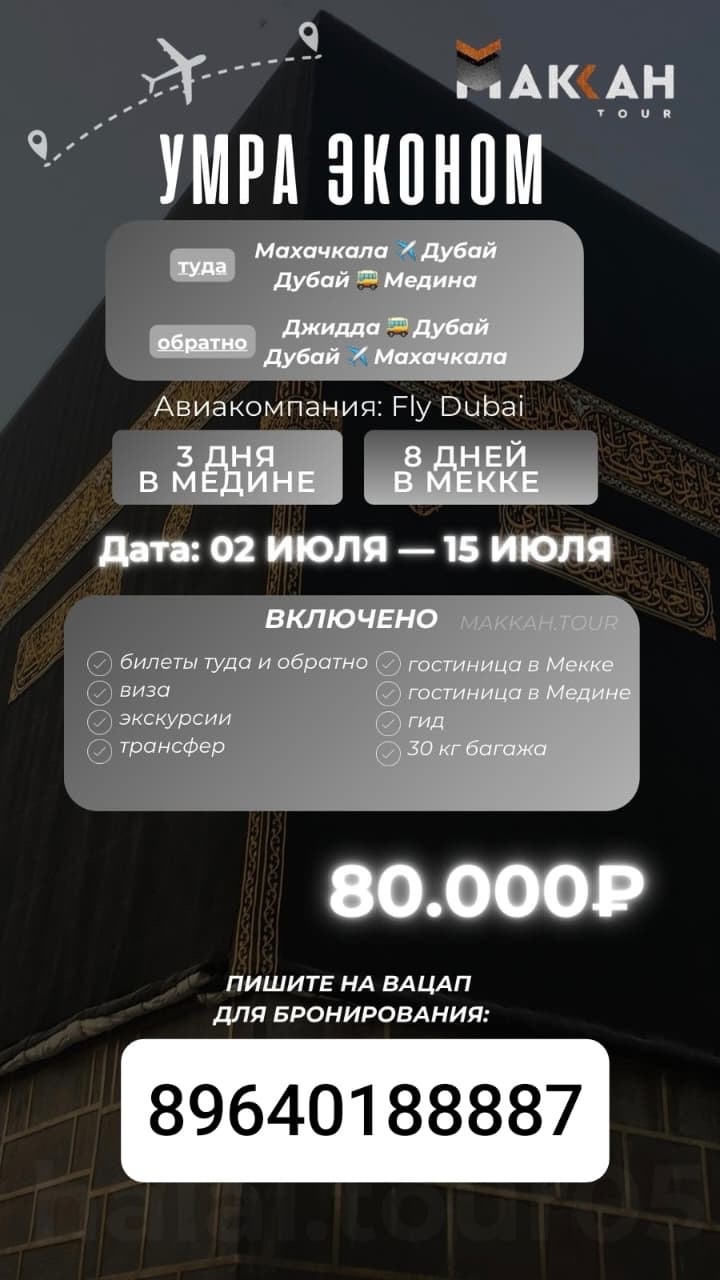 МАККАН
TOUR
УМРА ЭКОНОМ
туда
Махачкала ✈️ Дубай
Дубай 🚌 Медина
обратно
Джидда 🚌 Дубай
Дубай ✈️ Махачкала
Авиакомпания: Fly Dubai
3 ДНЯ
В МЕДИНЕ
8 ДНЕЙ
В МЕККЕ
Дата: 02 ИЮЛЯ — 15 ИЮЛЯ
ВКЛЮЧЕНО
MAKKAH.TOUR
билеты туда и обратно
виза
экскурсии
трансфер
гостиница в Мекке
гостиница в Медине
гид
30 кг багажа
80.000₽
ПИШИТЕ НА ВАЦАП
ДЛЯ БРОНИРОВАНИЯ:
89640188887
halal.tour05